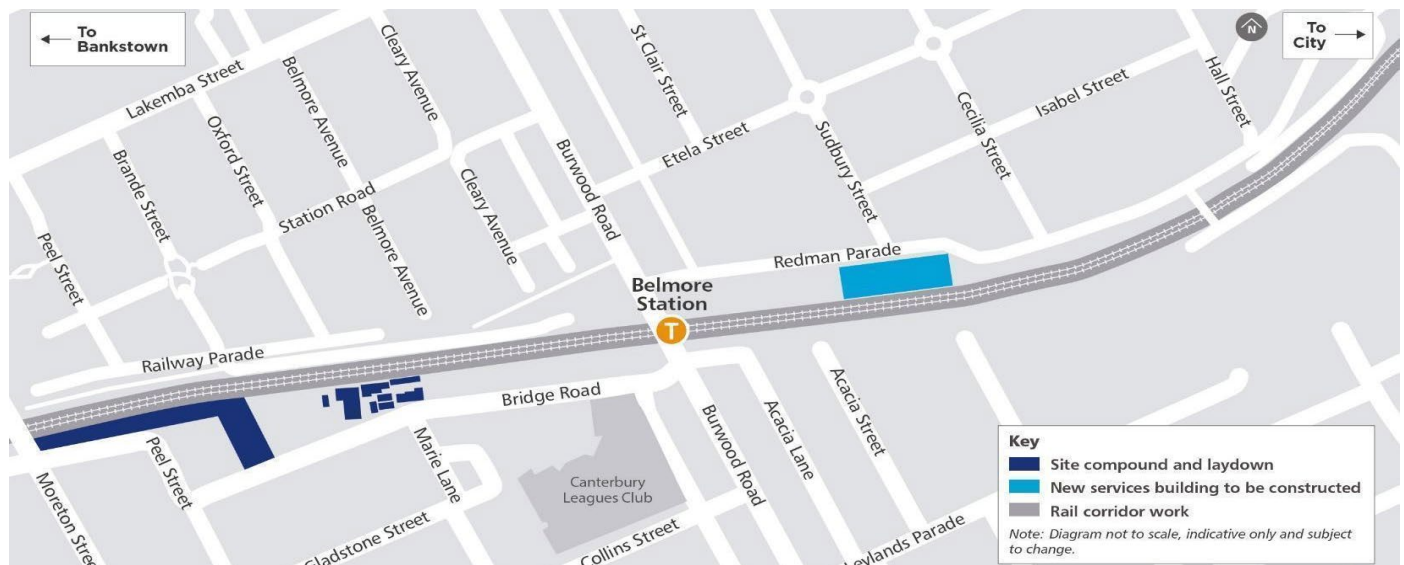 To
Bankstown
N
To
City
Lakemba Street
Belmore Avenue
Cleary Avenue
St Clair Street
Hall Street
Isabel Street
Cecilia Street
Sudbury Street
Etela Street
Burwood Road
Oxford Street
Brande Street
Station Road
Cleary Avenue
Belmore Avenue
Peel Street
Redman Parade
Belmore
Station
T
Railway Parade
Bridge Road
Acacia Street
Acacia Lane
Burwood Road
Marie Lane
Peel Street
Moreton Stree
Canterbury
Leagues Club
Gladstone Street
Collins Street
eylands Parade
Key
Site compound and laydown
New services building to be constructed
Rail corridor work
Note: Diagram not to scale, indicative only and subject
to change.